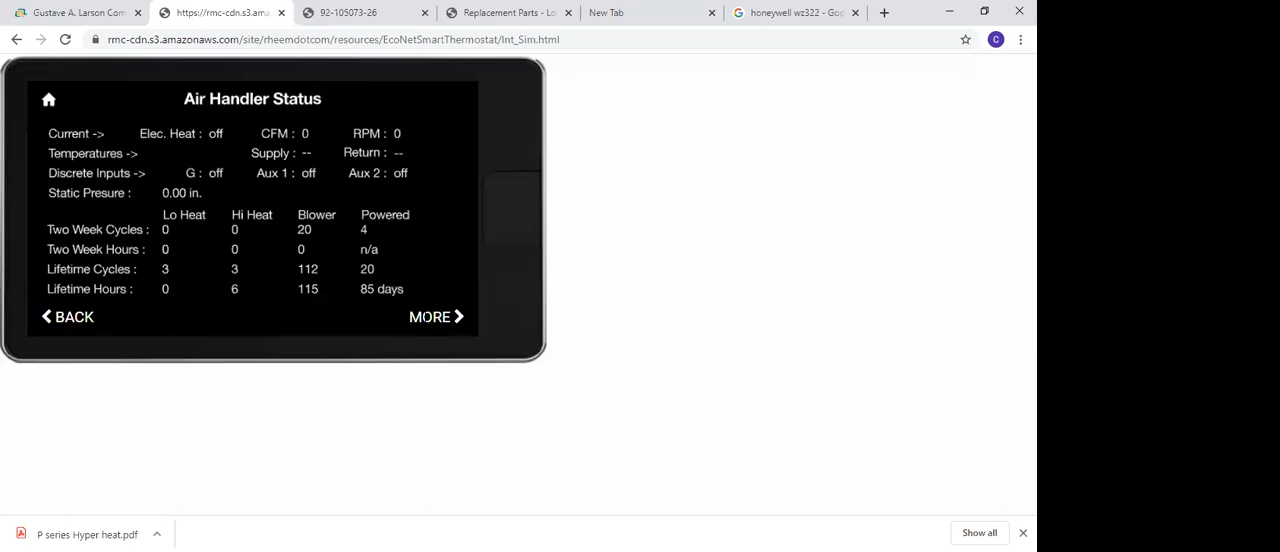 Gustave A. Larson Com
https://rmc-cdn.s3.ama
92-105073-26
Replacement Parts - Lo
New Tab
honeywell wz322 - Goo
rmc-cdn.s3.amazonaws.com/site/rheemdotcom/resources/EcoNetSmartThermostat/Int_Sim.html
C
Air Handler Status
Current -> Elec. Heat : off CFM : 0 RPM : 0
Temperatures -> Supply : -- Return : --
Discrete Inputs -> G : off Aux 1 : off Aux 2 : off
Static Presure : 0.00 in.
Lo Heat Hi Heat Blower Powered
Two Week Cycles : 0 0 20 4
Two Week Hours : 0 0 0 n/a
Lifetime Cycles : 3 3 112 20
Lifetime Hours : 0 6 115 85 days
BACK MORE
P series Hyper heat.pdf
Show all